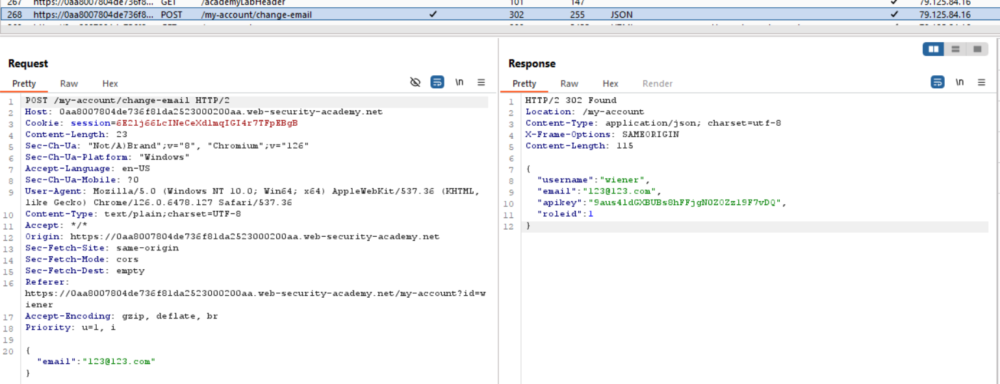 267 https://0aa8007804de736f8... GET /academyLabHeader 101 147 ✓ 79.125.84.16
268 https://0aa8007804de736f8... POST /my-account/change-email ✓ 302 255 JSON ✓ 79.125.84.16
Request
Pretty Raw Hex \n
1 POST /my-account/change-email HTTP/2
2 Host: 0aa8007804de736f81da2523000200aa.web-security-academy.net
3 Cookie: session=6E21j66LcINeCeXdlmqIGI4r7TFpEBgB
4 Content-Length: 23
5 Sec-Ch-Ua: "Not/A)Brand";v="8", "Chromium";v="126"
6 Sec-Ch-Ua-Platform: "Windows"
7 Accept-Language: en-US
8 Sec-Ch-Ua-Mobile: ?0
9 User-Agent: Mozilla/5.0 (Windows NT 10.0; Win64; x64) AppleWebKit/537.36 (KHTML,
like Gecko) Chrome/126.0.6478.127 Safari/537.36
10 Content-Type: text/plain;charset=UTF-8
11 Accept: */*
12 Origin: https://0aa8007804de736f81da2523000200aa.web-security-academy.net
13 Sec-Fetch-Site: same-origin
14 Sec-Fetch-Mode: cors
15 Sec-Fetch-Dest: empty
16 Referer:
https://0aa8007804de736f81da2523000200aa.web-security-academy.net/my-account?id=w
iener
17 Accept-Encoding: gzip, deflate, br
18 Priority: u=1, i
19
20 {
"email":"123@123.com"
}
Response
Pretty Raw Hex Render \n
1 HTTP/2 302 Found
2 Location: /my-account
3 Content-Type: application/json; charset=utf-8
4 X-Frame-Options: SAMEORIGIN
5 Content-Length: 115
6
7 {
8 "username":"wiener",
9 "email":"123@123.com",
10 "apikey":"9aus41dGXBUBs8hFFjgN0ZOZz19F7vDQ",
11 "roleid":1
12 }